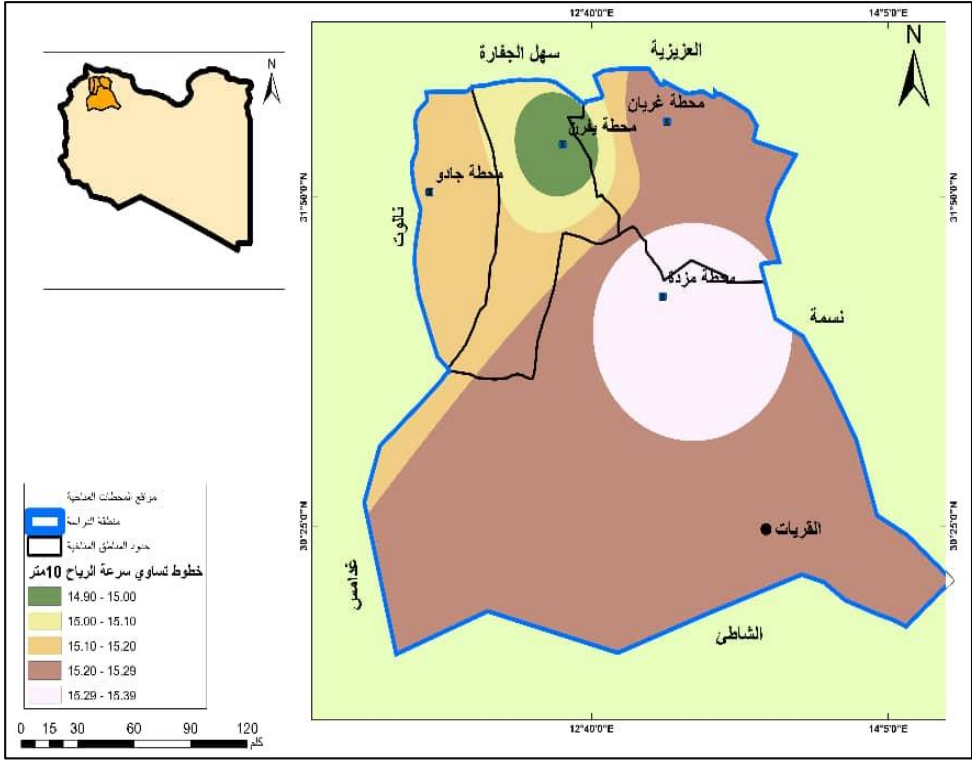 N
12°40'0"E
14°5'0"E
N
سهل الجفارة
العزيزية
محطة غريان
محطة يفرن
محطة جادو
31°50'0"N
31°50'0"N
نالوت
محطة مزدة
نسمة
مواقع المحطات المناخية
منطقة الدراسة
حدود المناطق المناخية
خطوط تساوي سرعة الرياح 10متر
14.90 - 15.00
15.00 - 15.10
15.10 - 15.20
15.20 - 15.29
15.29 - 15.39
0 15 30 60 90 120
كلم
30°25'0"N
30°25'0"N
القريات
غدامس
الشاطئ
12°40'0"E
14°5'0"E